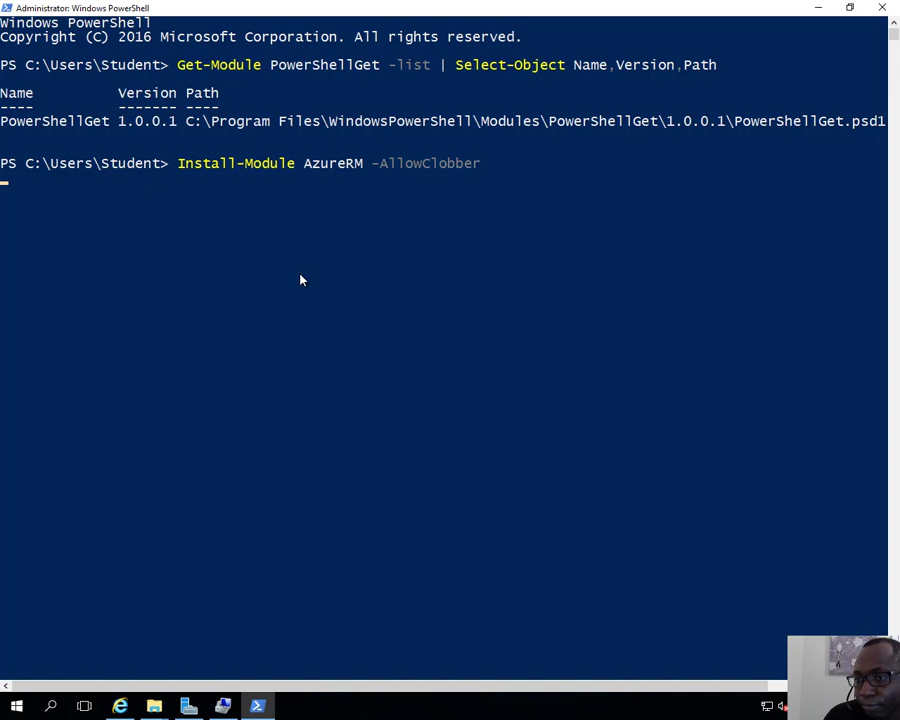 Administrator: Windows PowerShell
Windows PowerShell
Copyright (C) 2016 Microsoft Corporation. All rights reserved.
PS C:\Users\Student> Get-Module PowerShellGet -list | Select-Object Name,Version,Path
Name Version Path
---- ------- ----
PowerShellGet 1.0.0.1 C:\Program Files\WindowsPowerShell\Modules\PowerShellGet\1.0.0.1\PowerShellGet.psd1
PS C:\Users\Student> Install-Module AzureRM -AllowClobber